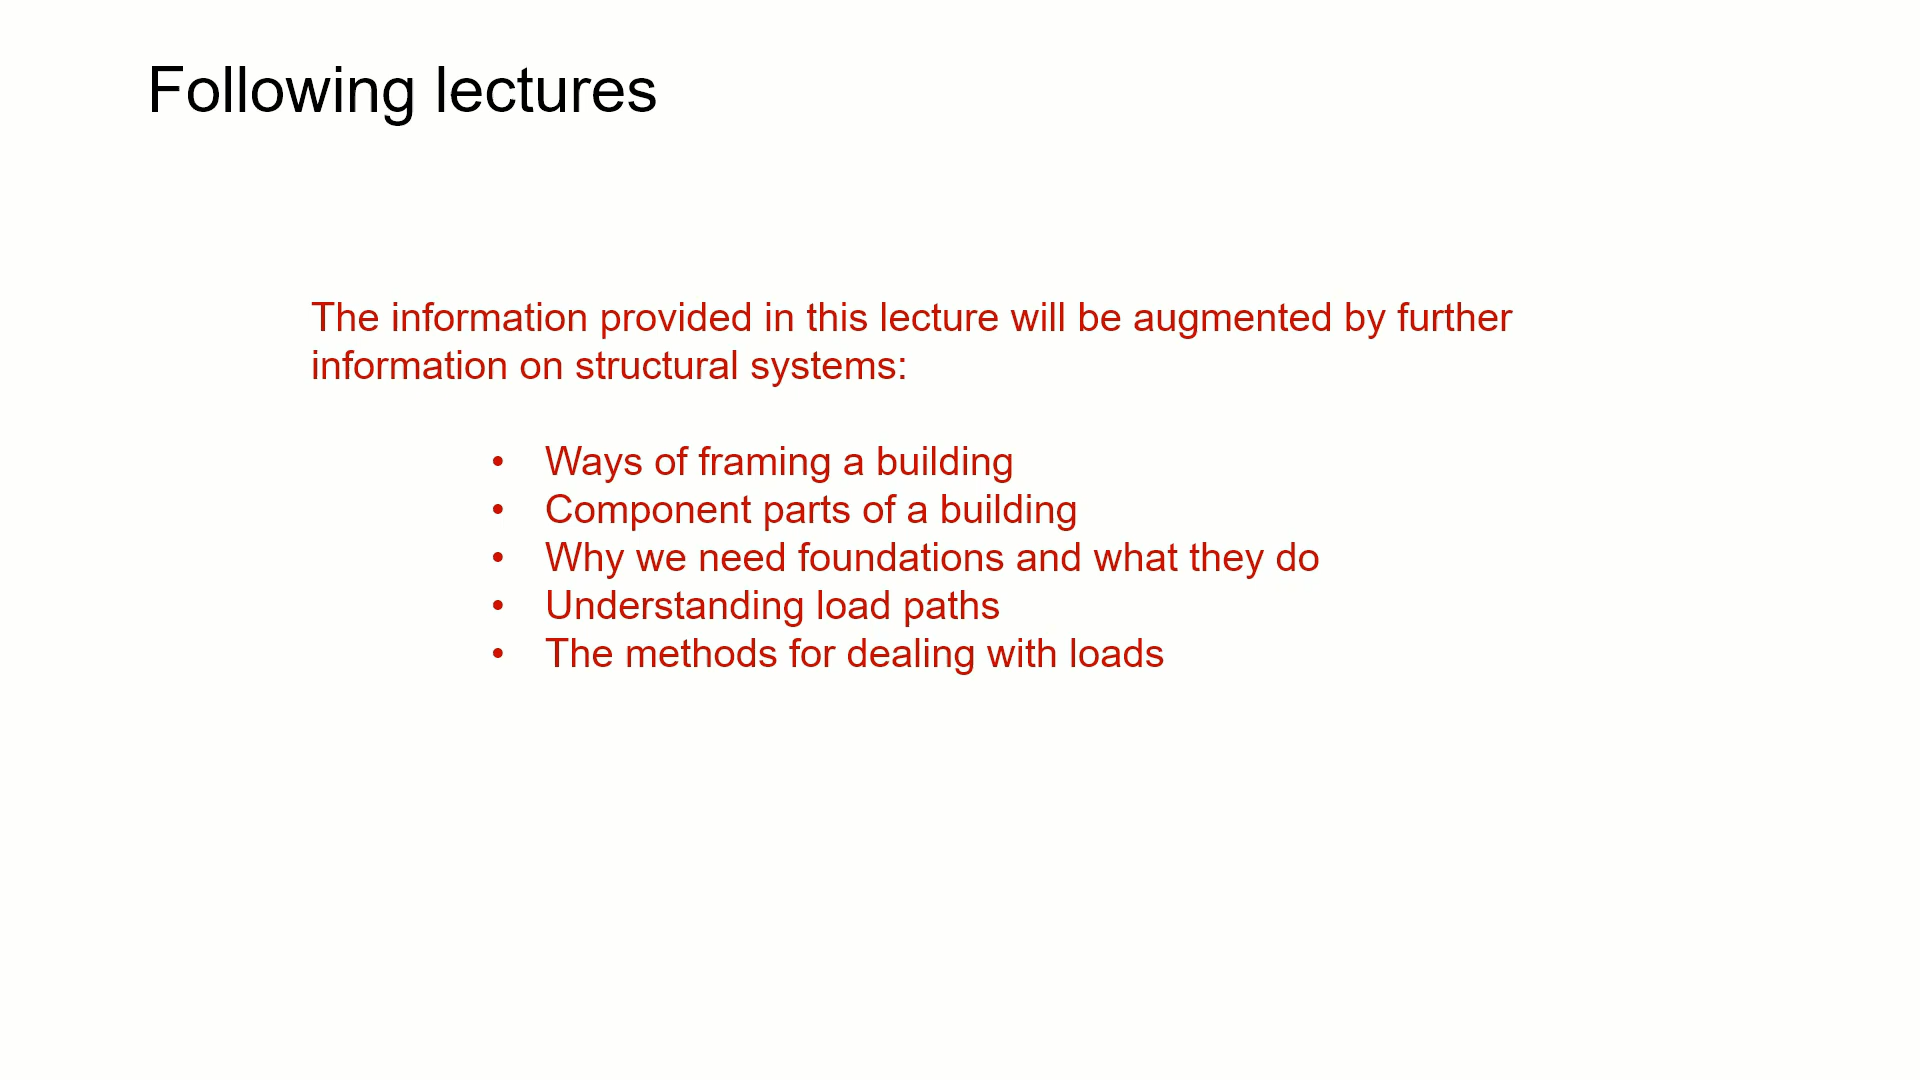 Following lectures
The information provided in this lecture will be augmented by further
information on structural systems:
• Ways of framing a building
• Component parts of a building
• Why we need foundations and what they do
• Understanding load paths
• The methods for dealing with loads